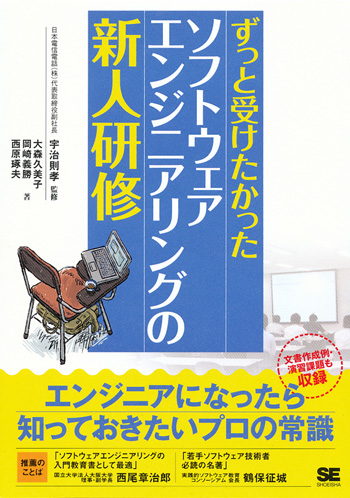 ずっと受けたかった
ソフトウェア
エンジニアリングの
新人研修
日本電信電話(株)代表取締役副社長
宇治則孝 監修
大森久美子
岡崎義勝
西原琢夫 著
文書作成例・
演習課題も
収録
エンジニアになったら
知っておきたいプロの常識
推薦の
ことば
「ソフトウェアエンジニアリングの
入門教育書として最適」
国立大学法人大阪大学
理事・副学長 西尾章治郎
「若手ソフトウェア技術者
必読の名著」
実践的ソフトウェア教育
コンソーシアム 会長 鶴保征城
SE
SHOEISHA